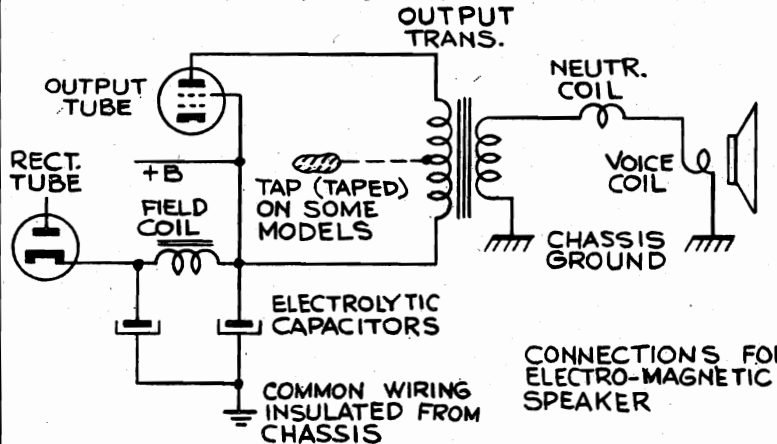 OUTPUT
TRANS.
OUTPUT
TUBE
NEUTR.
COIL
RECT.
TUBE
+B
TAP (TAPED)
ON SOME
MODELS
VOICE
COIL
FIELD
COIL
CHASSIS
GROUND
ELECTROLYTIC
CAPACITORS
CONNECTIONS FO
ELECTRO-MAGNETIC
SPEAKER
COMMON WIRING
INSULATED FROM
CHASSIS